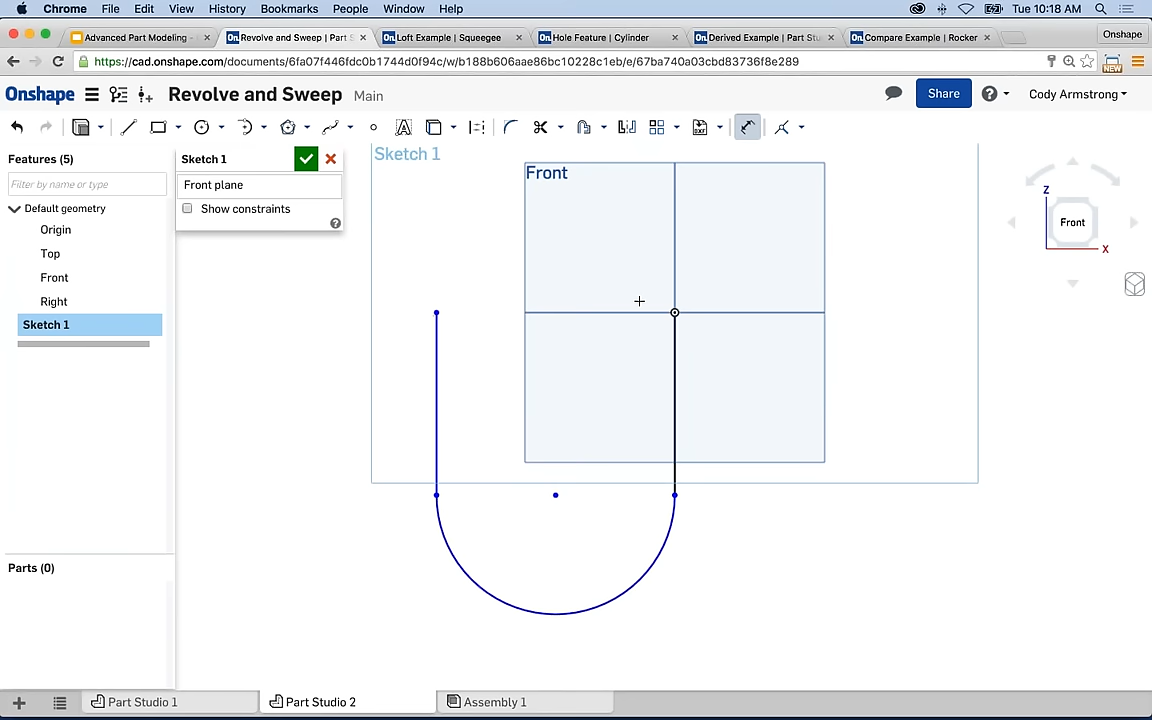 Chrome File Edit View History Bookmarks People Window Help Tue 10:18 AM
Advanced Part Modeling - Revolve and Sweep | Part S Loft Example | Squeegee Hole Feature | Cylinder Derived Example | Part Stu Compare Example | Rocker Onshape
https://cad.onshape.com/documents/6fa07f446fdc0b1744d0f94c/w/b188b606aae86bc10228c1eb/e/67ba740a03cbd83736f8e289 NEW
Onshape Revolve and Sweep Main Share Cody Armstrong
Features (5)
Filter by name or type
Default geometry
Origin
Top
Front
Right
Sketch 1
Parts (0)
Sketch 1
Front plane
Show constraints
Sketch 1
Front
Z
Front
X
Part Studio 1 Part Studio 2 Assembly 1